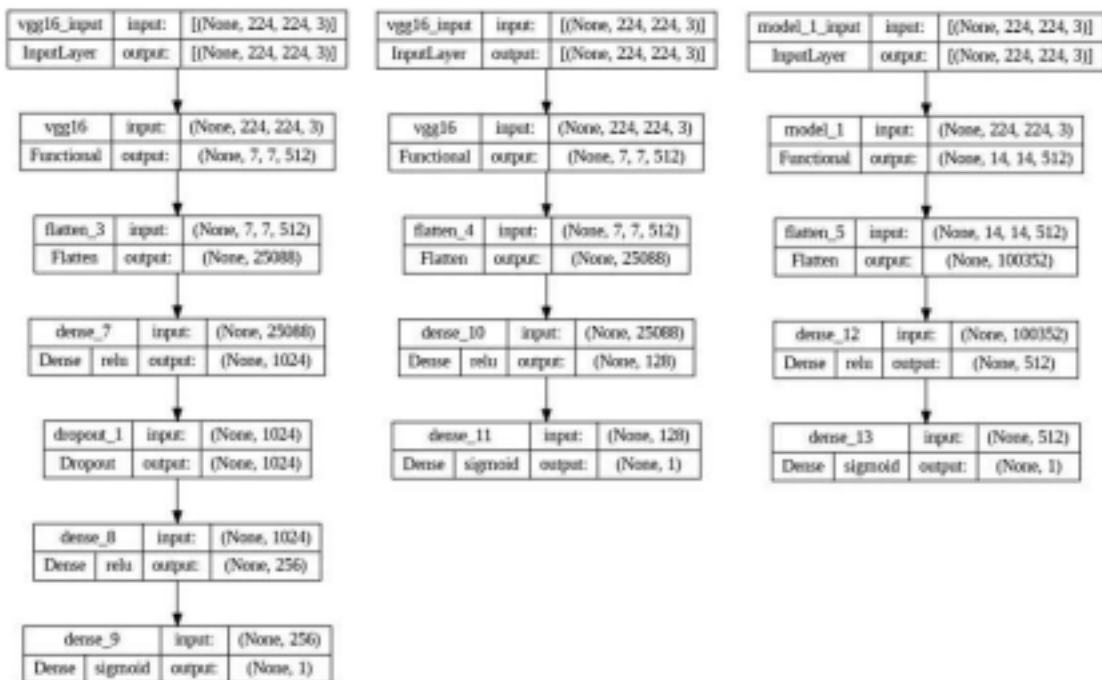 vgg16_input input: [(None, 224, 224, 3)]
InputLayer output: [(None, 224, 224, 3)]
vgg16 input: (None, 224, 224, 3)
Functional output: (None, 7, 7, 512)
flatten_3 input: (None, 7, 7, 512)
Flatten output: (None, 25088)
dense_7 input: (None, 25088)
Dense relu output: (None, 1024)
dropout_1 input: (None, 1024)
Dropout output: (None, 1024)
dense_8 input: (None, 1024)
Dense relu output: (None, 256)
dense_9 input: (None, 256)
Dense sigmoid output: (None, 1)
vgg16_input input: [(None, 224, 224, 3)]
InputLayer output: [(None, 224, 224, 3)]
vgg16 input: (None, 224, 224, 3)
Functional output: (None, 7, 7, 512)
flatten_4 input: (None, 7, 7, 512)
Flatten output: (None, 25088)
dense_10 input: (None, 25088)
Dense relu output: (None, 128)
dense_11 input: (None, 128)
Dense sigmoid output: (None, 1)
model_1_input input: [(None, 224, 224, 3)]
InputLayer output: [(None, 224, 224, 3)]
model_1 input: (None, 224, 224, 3)
Functional output: (None, 14, 14, 512)
flatten_5 input: (None, 14, 14, 512)
Flatten output: (None, 100352)
dense_12 input: (None, 100352)
Dense relu output: (None, 512)
dense_13 input: (None, 512)
Dense sigmoid output: (None, 1)